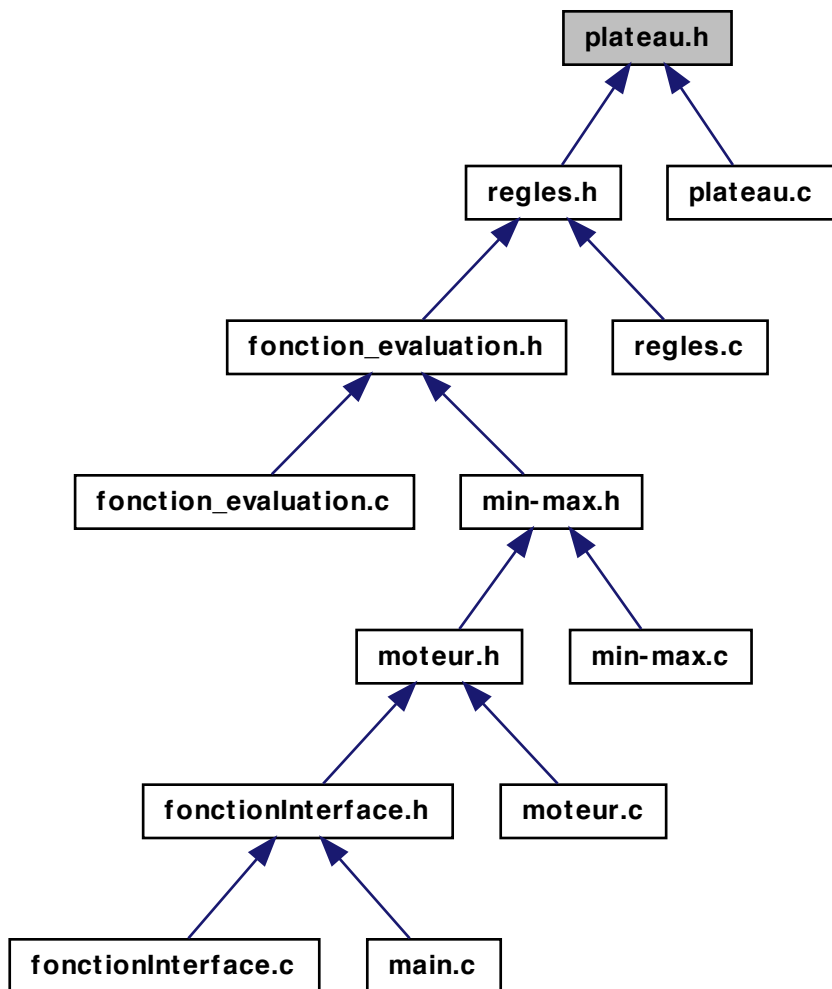 plateau.h
regles.h
plateau.c
fonction_evaluation.h
regles.c
fonction_evaluation.c
min-max.h
moteur.h
min-max.c
fonctionInterface.h
moteur.c
fonctionInterface.c
main.c